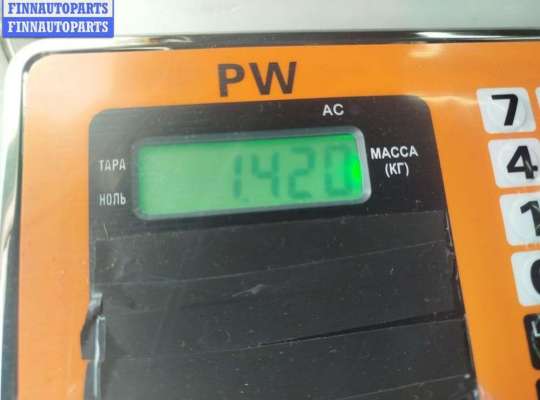 FINNAUTOPARTS
FINNAUTOPARTS
PW
AC
ТАРА
НОЛЬ
1.420
МАССА
(КГ)
7
4
1